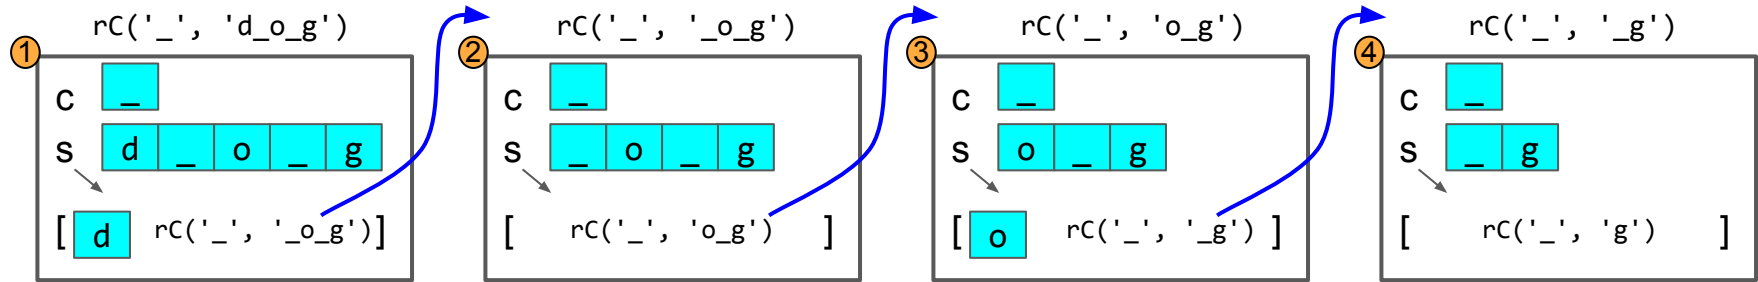 rC('_', 'd_o_g')
1
c _
s d _ o _ g
[ d rC('_', '_o_g')]
rC('_', '_o_g')
2
c _
s _ o _ g
[ rC('_', 'o_g') ]
rC('_', 'o_g')
3
c _
s o _ g
[ o rC('_', '_g') ]
rC('_', '_g')
4
c _
s _ g
[ rC('_', 'g') ]